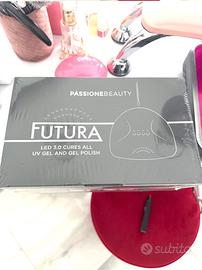 PASSIONEBEAUTY
FUTURA
LED 3.0 CURES ALL
UV GEL AND GEL POLISH
subito